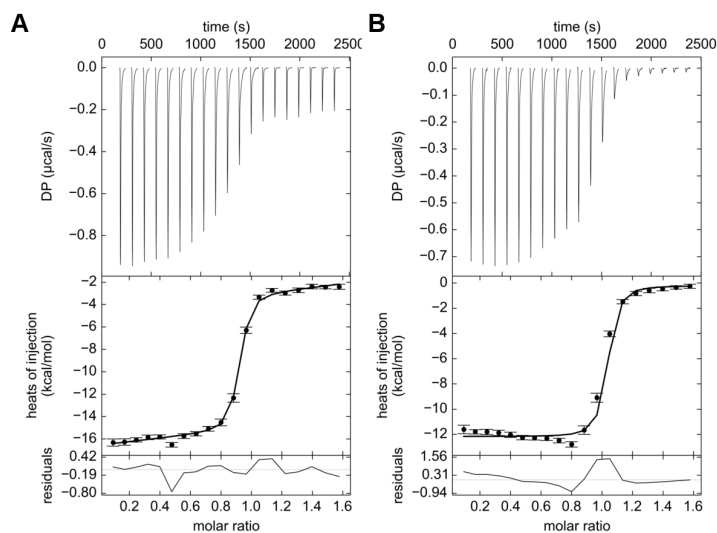 A
time (s)
0 500 1000 1500 2000 2500
0.0
−0.2
−0.4
−0.6
−0.8
DP (μcal/s)
−2
−4
−6
−8
−10
−12
−14
−16
heats of injection
(kcal/mol)
0.42
−0.19
−0.80
residuals
0.2 0.4 0.6 0.8 1.0 1.2 1.4 1.6
molar ratio
B
time (s)
0 500 1000 1500 2000 2500
0.0
−0.1
−0.2
−0.3
−0.4
−0.5
−0.6
−0.7
DP (μcal/s)
0
−2
−4
−6
−8
−10
−12
heats of injection
(kcal/mol)
1.56
0.31
−0.94
residuals
0.2 0.4 0.6 0.8 1.0 1.2 1.4 1.6
molar ratio